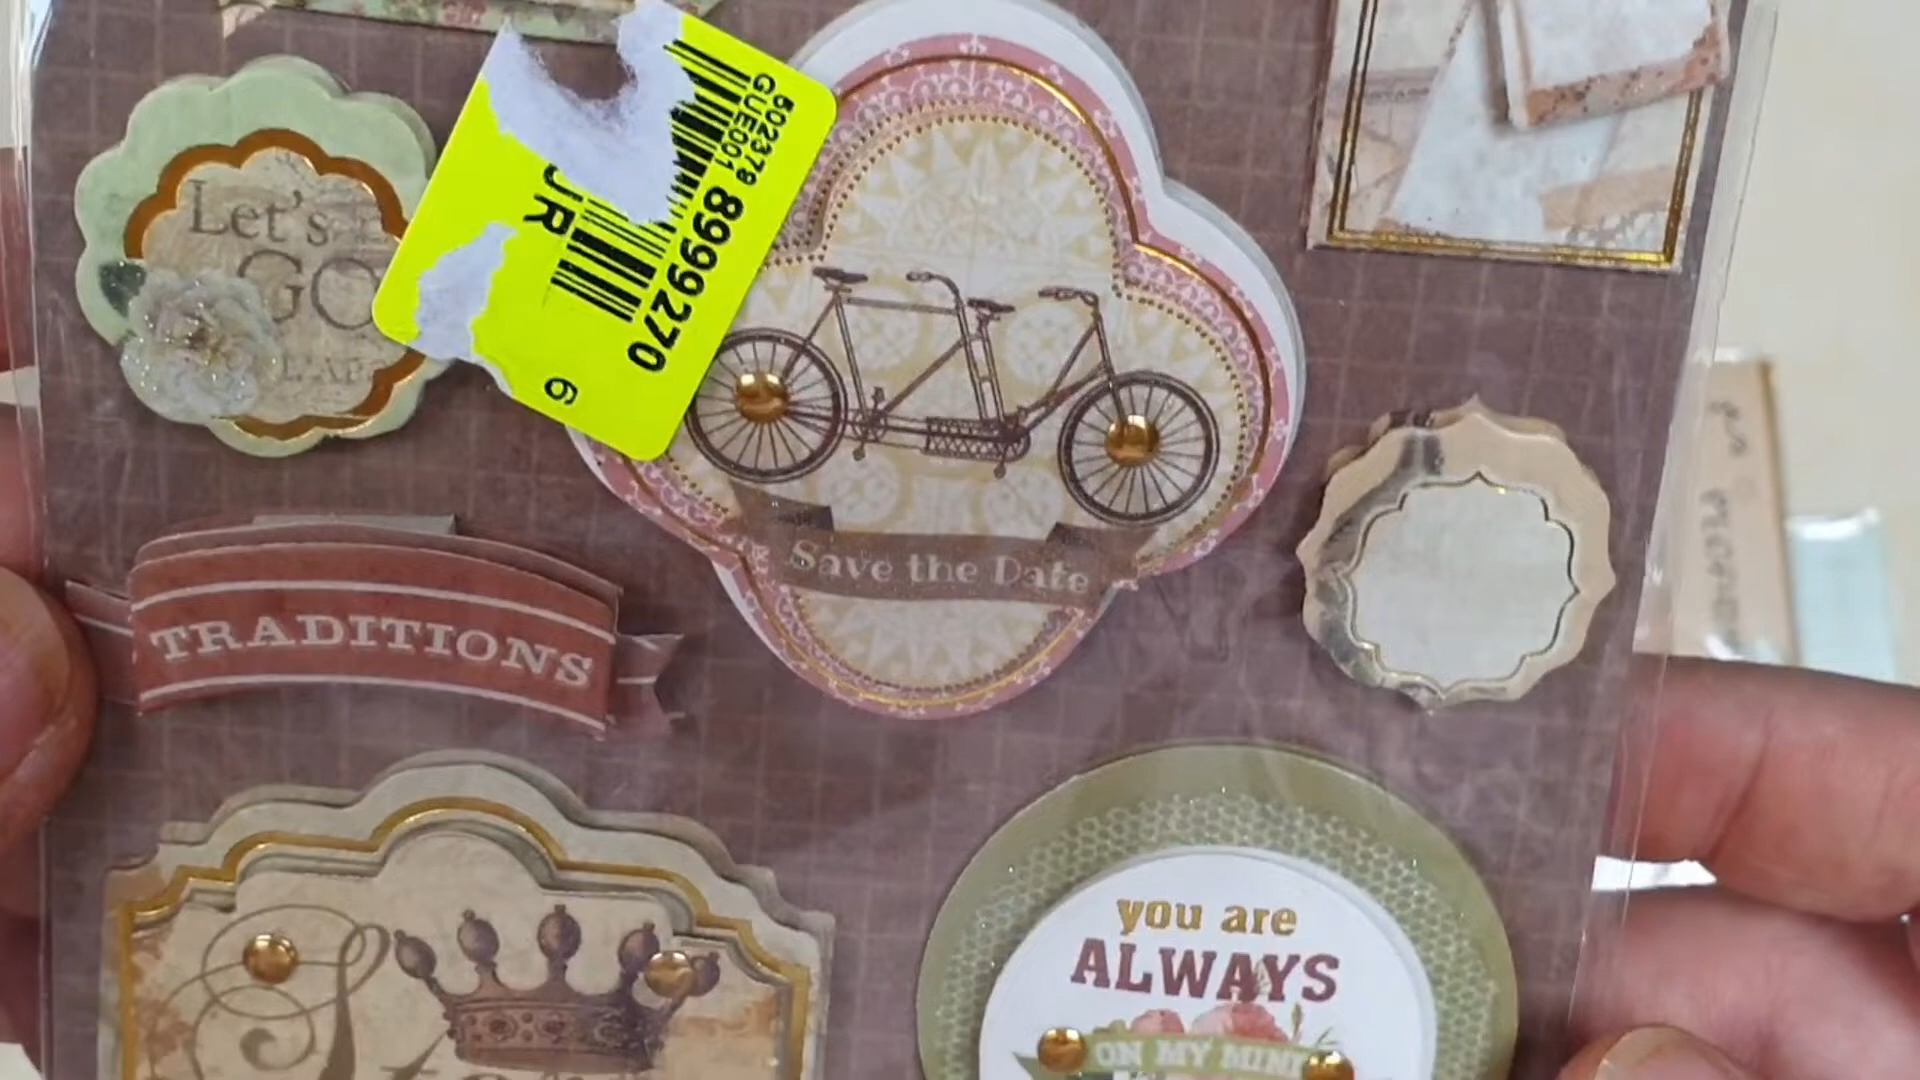 Let's
GO
502379
GUE001
8999270
JR
6
Save the Date
TRADITIONS
you are
ALWAYS
ON MY MIND